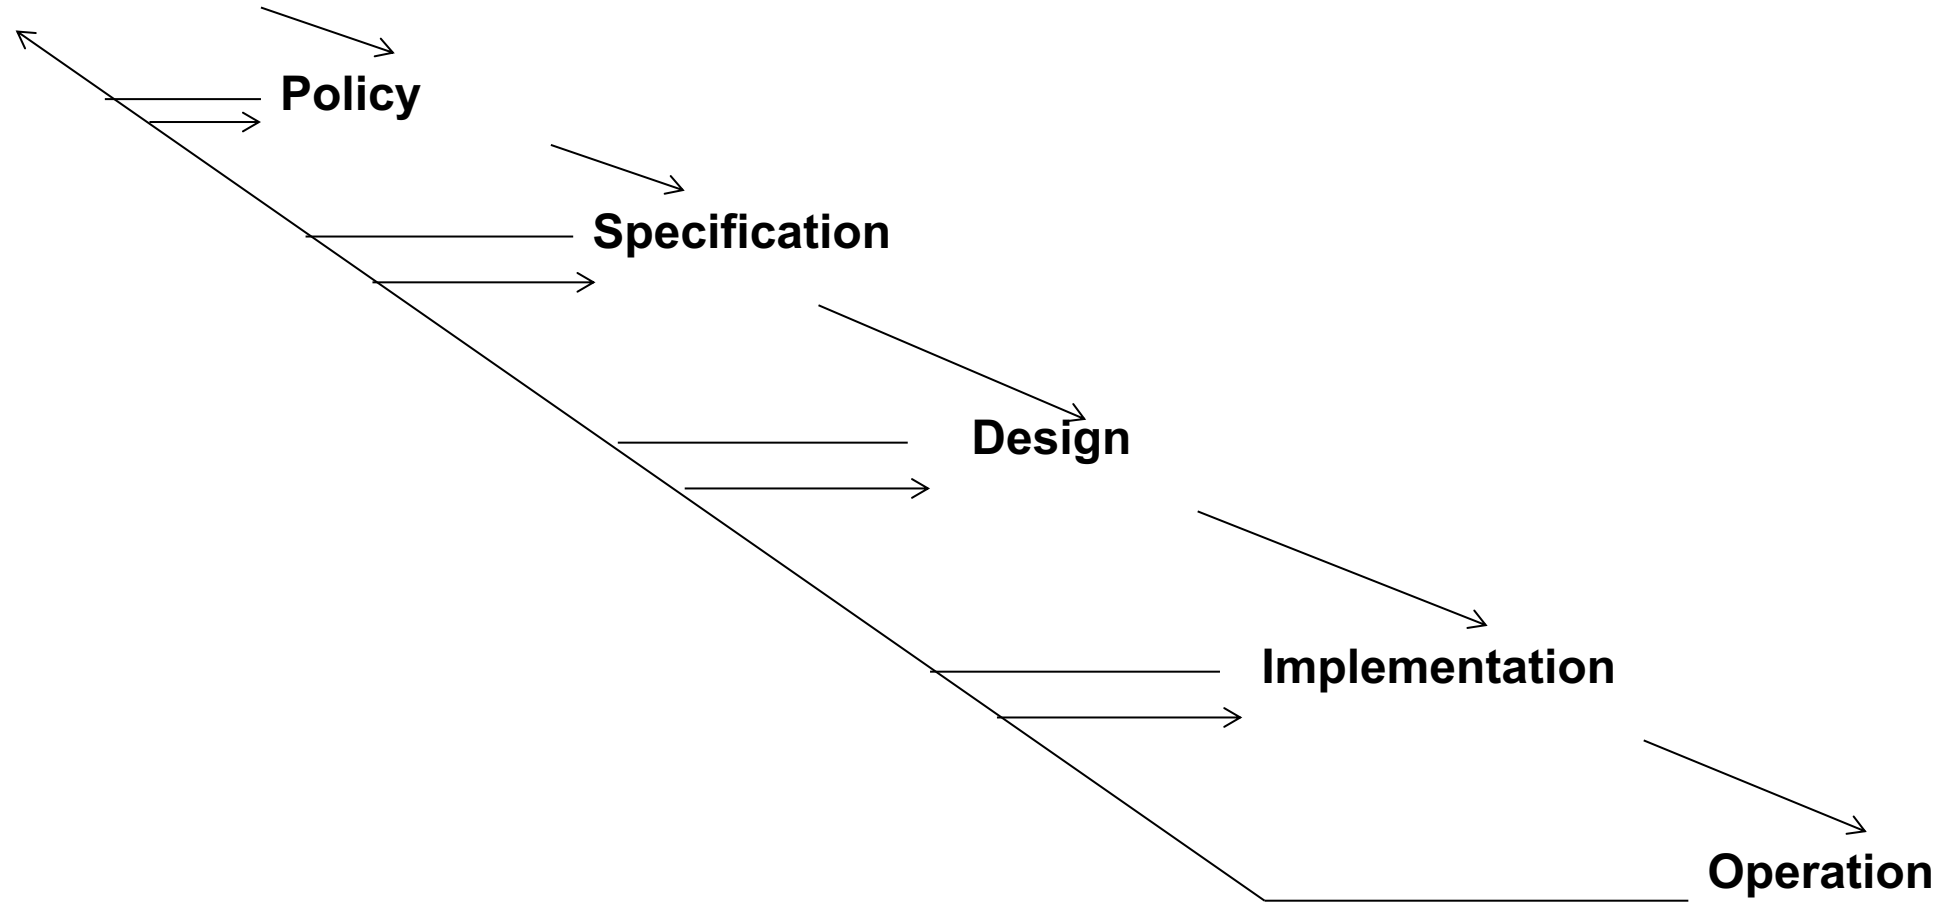 Policy
Specification
Design
Implementation
Operation